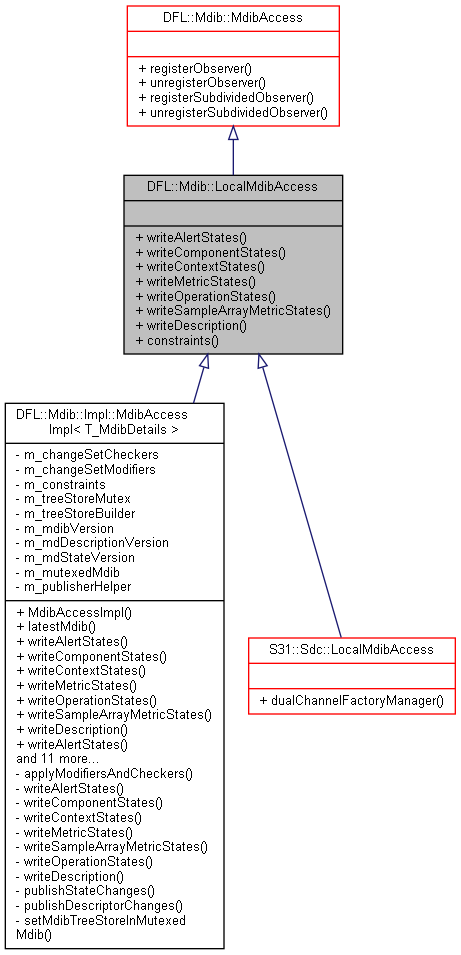 DFL::Mdib::MdibAccess
+ registerObserver()
+ unregisterObserver()
+ registerSubdividedObserver()
+ unregisterSubdividedObserver()
DFL::Mdib::LocalMdibAccess
+ writeAlertStates()
+ writeComponentStates()
+ writeContextStates()
+ writeMetricStates()
+ writeOperationStates()
+ writeSampleArrayMetricStates()
+ writeDescription()
+ constraints()
DFL::Mdib::Impl::MdibAccess
Impl< T_MdibDetails >
- m_changeSetCheckers
- m_changeSetModifiers
- m_constraints
- m_treeStoreMutex
- m_treeStoreBuilder
- m_mdibVersion
- m_mdDescriptionVersion
- m_mdStateVersion
- m_mutexedMdib
- m_publisherHelper
+ MdibAccessImpl()
+ latestMdib()
+ writeAlertStates()
+ writeComponentStates()
+ writeContextStates()
+ writeMetricStates()
+ writeOperationStates()
+ writeSampleArrayMetricStates()
+ writeDescription()
+ writeAlertStates()
and 11 more...
- applyModifiersAndCheckers()
- writeAlertStates()
- writeComponentStates()
- writeContextStates()
- writeMetricStates()
- writeSampleArrayMetricStates()
- writeOperationStates()
- writeDescription()
- publishStateChanges()
- publishDescriptorChanges()
- setMdibTreeStoreInMutexed
Mdib()
S31::Sdc::LocalMdibAccess
+ dualChannelFactoryManager()